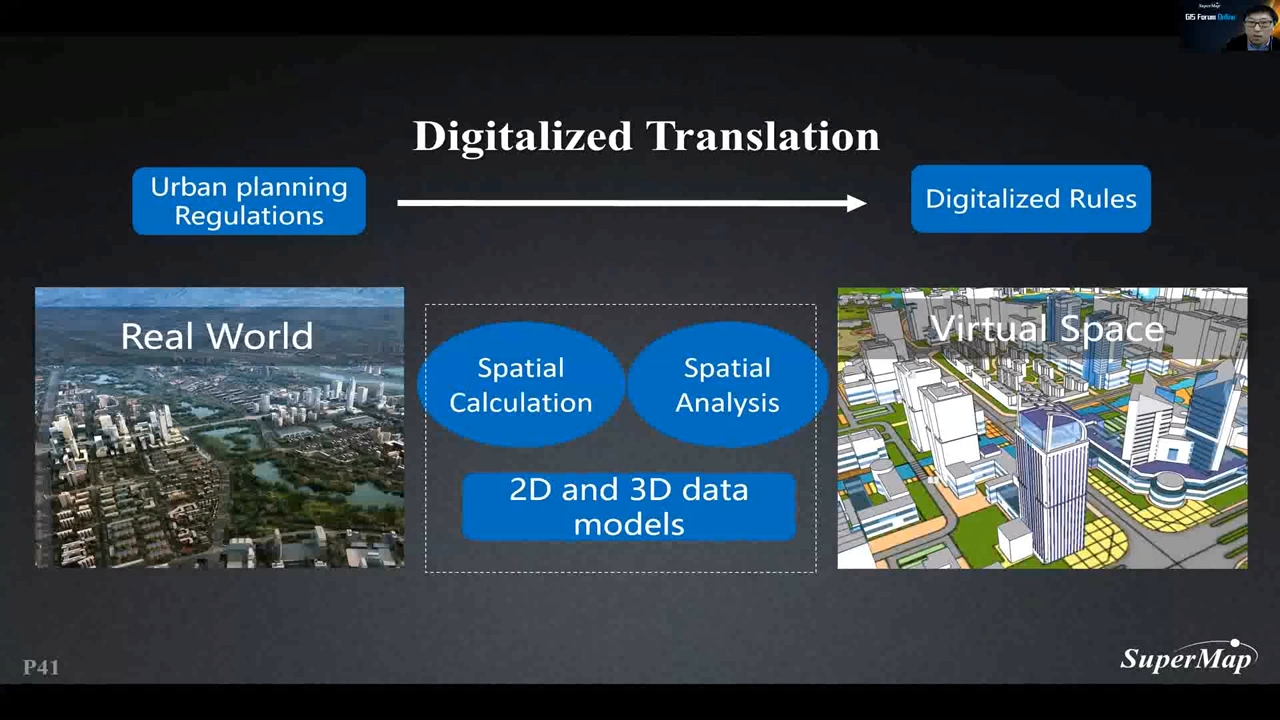 SuperMap
GIS Forum Online
Digitalized Translation
Urban planning
Regulations
Digitalized Rules
Real World
Spatial
Calculation
Spatial
Analysis
2D and 3D data
models
Virtual Space
P41
SuperMap